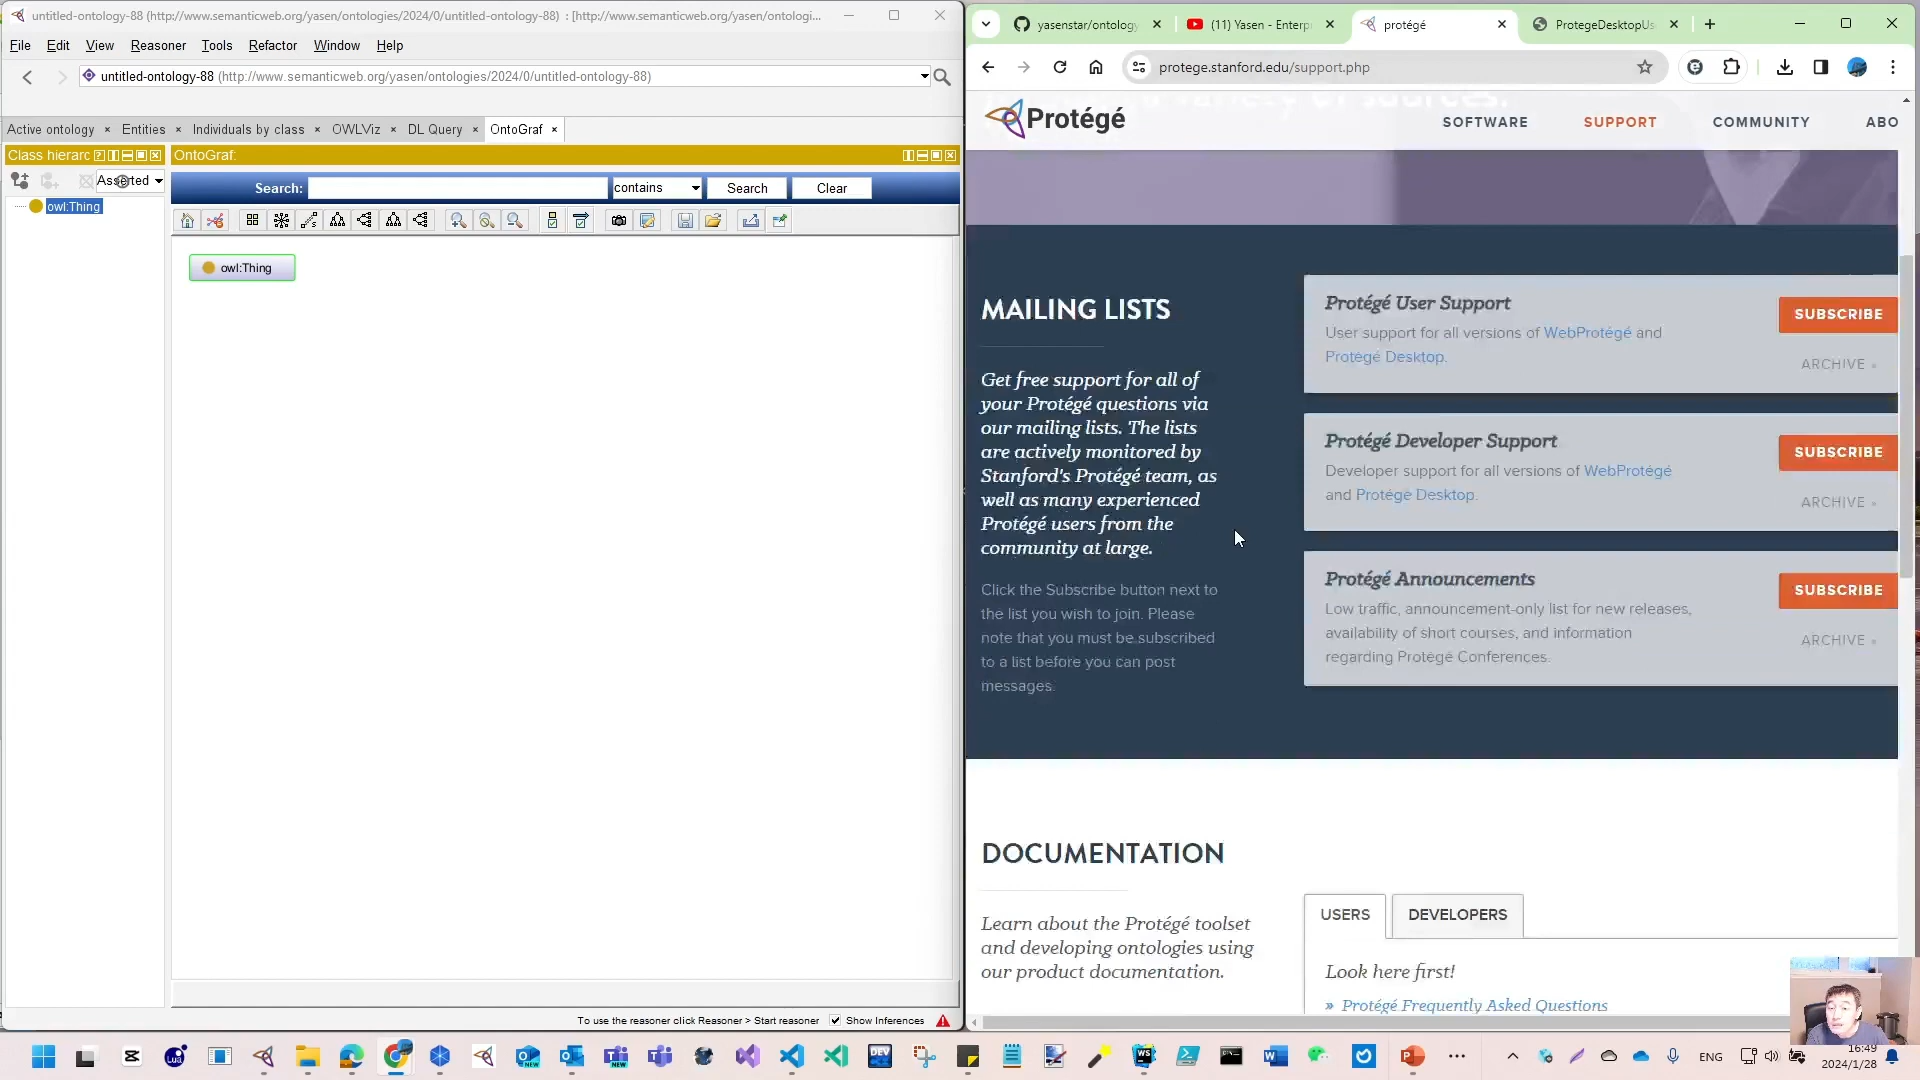 untitled-ontology-88 (http://www.semanticweb.org/yasen/ontologies/2024/0/untitled-ontology-88) : [http://www.semanticweb.org/yasen/ontologi...
File Edit View Reasoner Tools Refactor Window Help
untitled-ontology-88 (http://www.semanticweb.org/yasen/ontologies/2024/0/untitled-ontology-88)
Active ontology × Entities × Individuals by class × OWLViz × DL Query × OntoGraf ×
Class hierarc
OntoGraf:
Asserted
owl:Thing
Search: contains Search Clear
owl:Thing
To use the reasoner click Reasoner > Start reasoner Show Inferences
yasenstar/ontology
(11) Yasen - Enterpr
protégé
ProtegeDesktopUs
protege.stanford.edu/support.php
Protégé
SOFTWARE SUPPORT COMMUNITY ABO
MAILING LISTS
Get free support for all of
your Protégé questions via
our mailing lists. The lists
are actively monitored by
Stanford's Protégé team, as
well as many experienced
Protégé users from the
community at large.
Click the Subscribe button next to
the list you wish to join. Please
note that you must be subscribed
to a list before you can post
messages.
Protégé User Support
User support for all versions of WebProtégé and
Protégé Desktop.
SUBSCRIBE
ARCHIVE »
Protégé Developer Support
Developer support for all versions of WebProtégé
and Protégé Desktop.
SUBSCRIBE
ARCHIVE »
Protégé Announcements
Low traffic, announcement-only list for new releases,
availability of short courses, and information
regarding Protégé Conferences.
SUBSCRIBE
ARCHIVE »
DOCUMENTATION
Learn about the Protégé toolset
and developing ontologies using
our product documentation.
USERS DEVELOPERS
Look here first!
» Protégé Frequently Asked Questions
ENG
16:49
2024/1/28